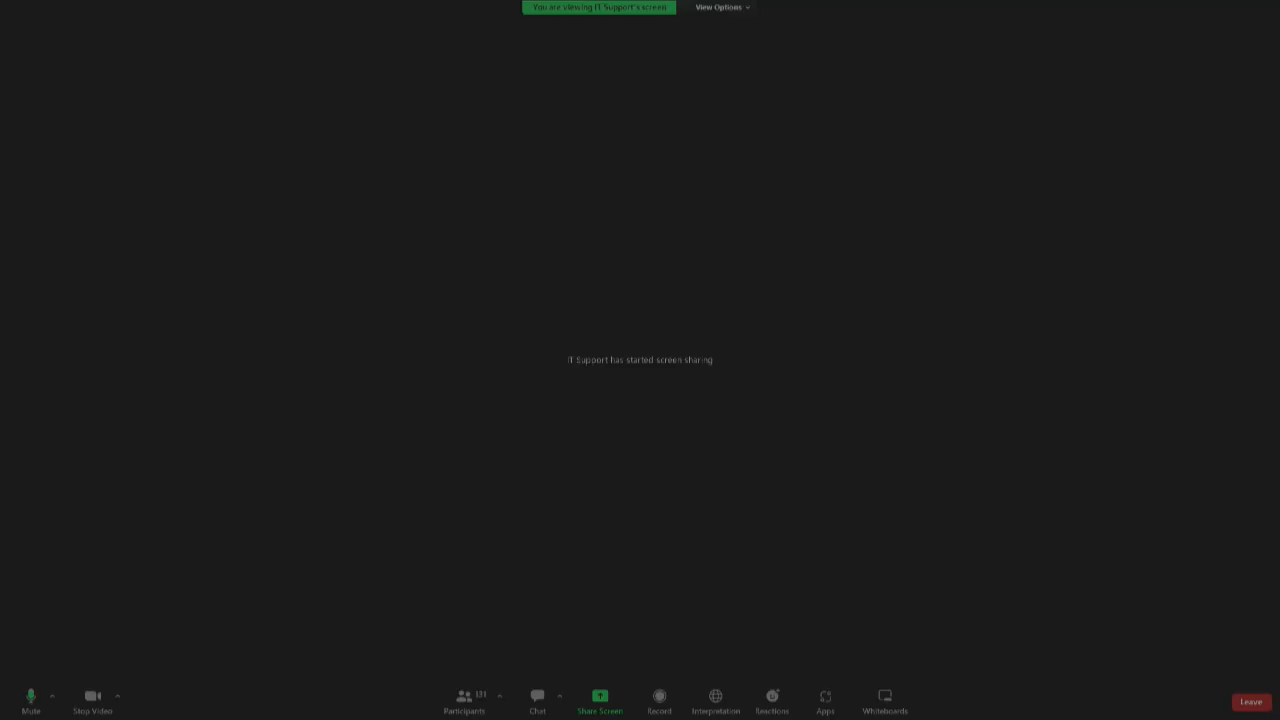 You are viewing IT Support's screen
View Options
IT Support has started screen sharing
131
Mute
Stop Video
Participants
Chat
Share Screen
Record
Interpretation
Reactions
Apps
Whiteboards
Leave